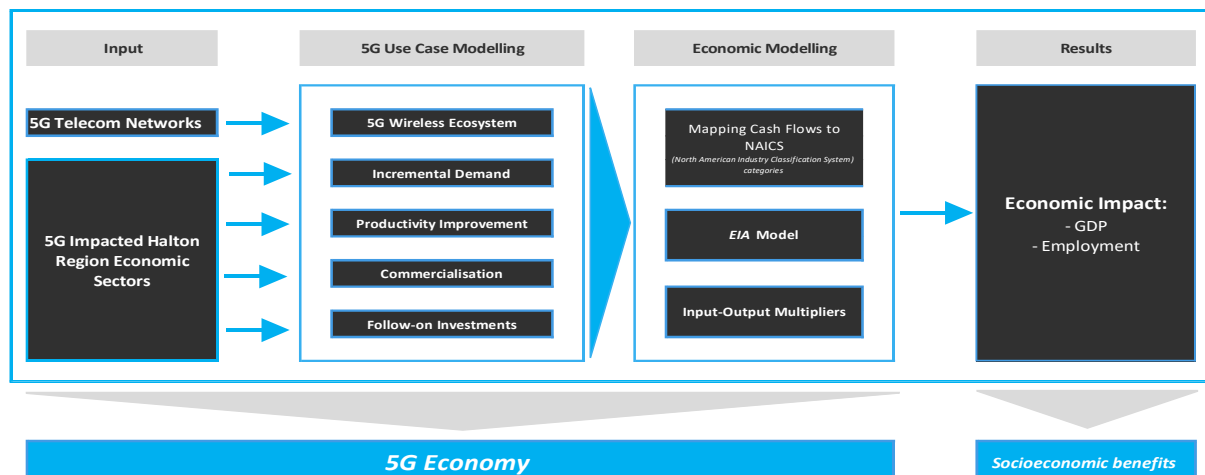 Input
5G Use Case Modelling
Economic Modelling
Results
5G Telecom Networks
5G Impacted Halton
Region Economic
Sectors
5G Wireless Ecosystem
Incremental Demand
Productivity Improvement
Commercialisation
Follow-on Investments
Mapping Cash Flows to
NAICS
(North American Industry Classification System)
categories
EIA Model
Input-Output Multipliers
Economic Impact:
- GDP
- Employment
5G Economy
Socioeconomic benefits